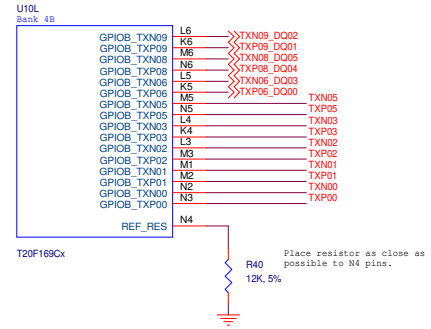 U10L
Bank 4B
GPIOB_TXN09 L6 TXN09_DQ02
GPIOB_TXP09 K6 TXP09_DQ01
GPIOB_TXN08 M6 TXN08_DQ05
GPIOB_TXP08 N6 TXP08_DQ04
GPIOB_TXN06 L5 TXN06_DQ03
GPIOB_TXP06 K5 TXP06_DQ00
GPIOB_TXN05 M5 TXN05
GPIOB_TXP05 N5 TXP05
GPIOB_TXN03 L4 TXN03
GPIOB_TXP03 K4 TXP03
GPIOB_TXN02 L3 TXN02
GPIOB_TXP02 M3 TXP02
GPIOB_TXN01 M1 TXN01
GPIOB_TXP01 M2 TXP01
GPIOB_TXN00 N2 TXN00
GPIOB_TXP00 N3 TXP00
REF_RES N4
T20F169Cx
R40
12K, 5%
Place resistor as close as
possible to N4 pins.